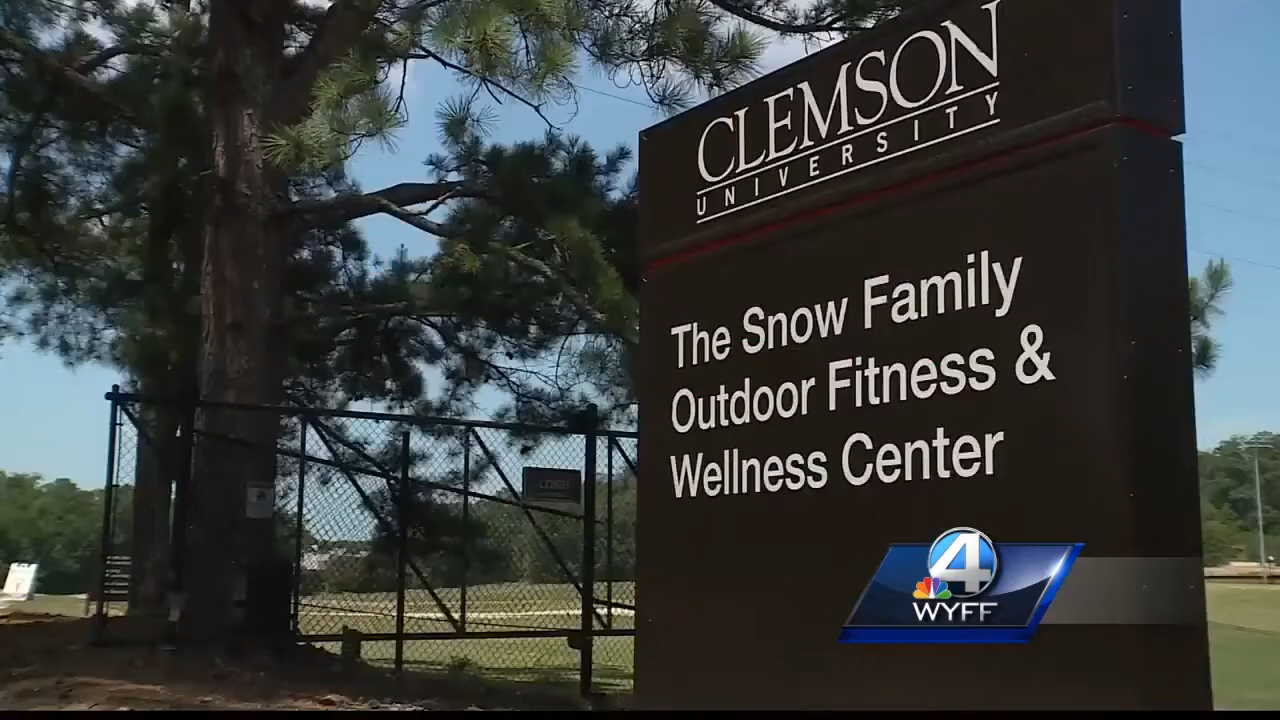 CLEMSON
UNIVERSITY
The Snow Family
Outdoor Fitness &
Wellness Center
4
WYFF